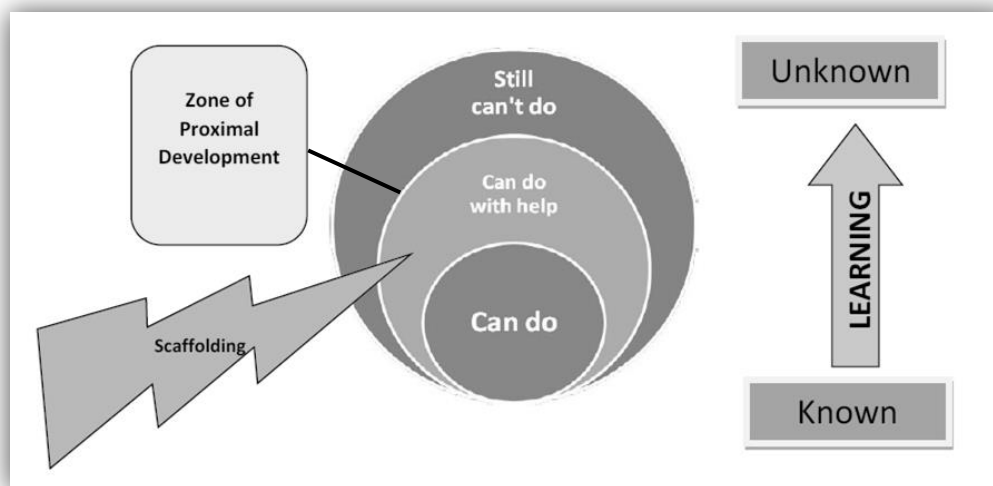 Zone of
Proximal
Development
Still
can't do
Can do
with help
Can do
Scaffolding
Unknown
LEARNING
Known